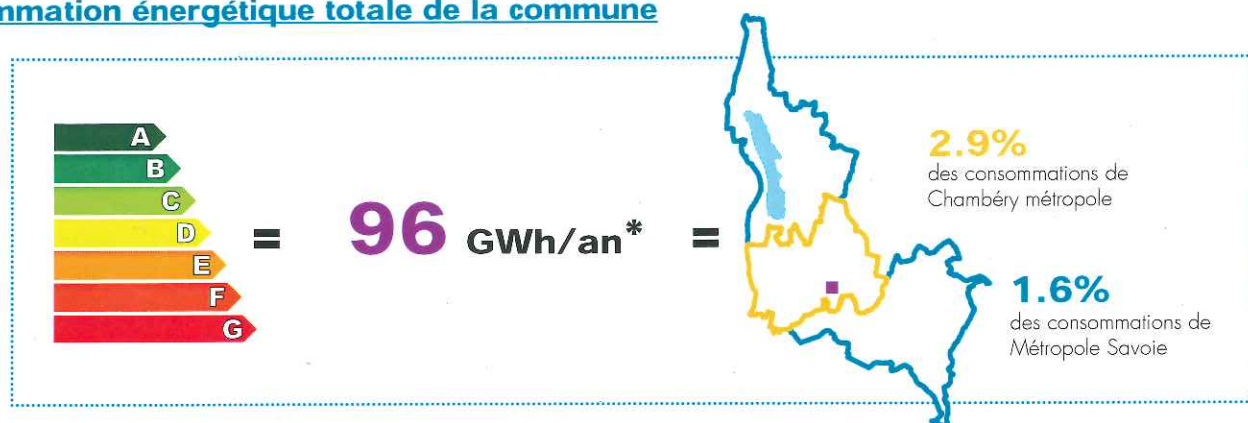 mmation énergétique totale de la commune
A
B
C
D
E
F
G
= 96 GWh/an* =
2.9%
des consommations de
Chambéry métropole
1.6%
des consommations de
Métropole Savoie